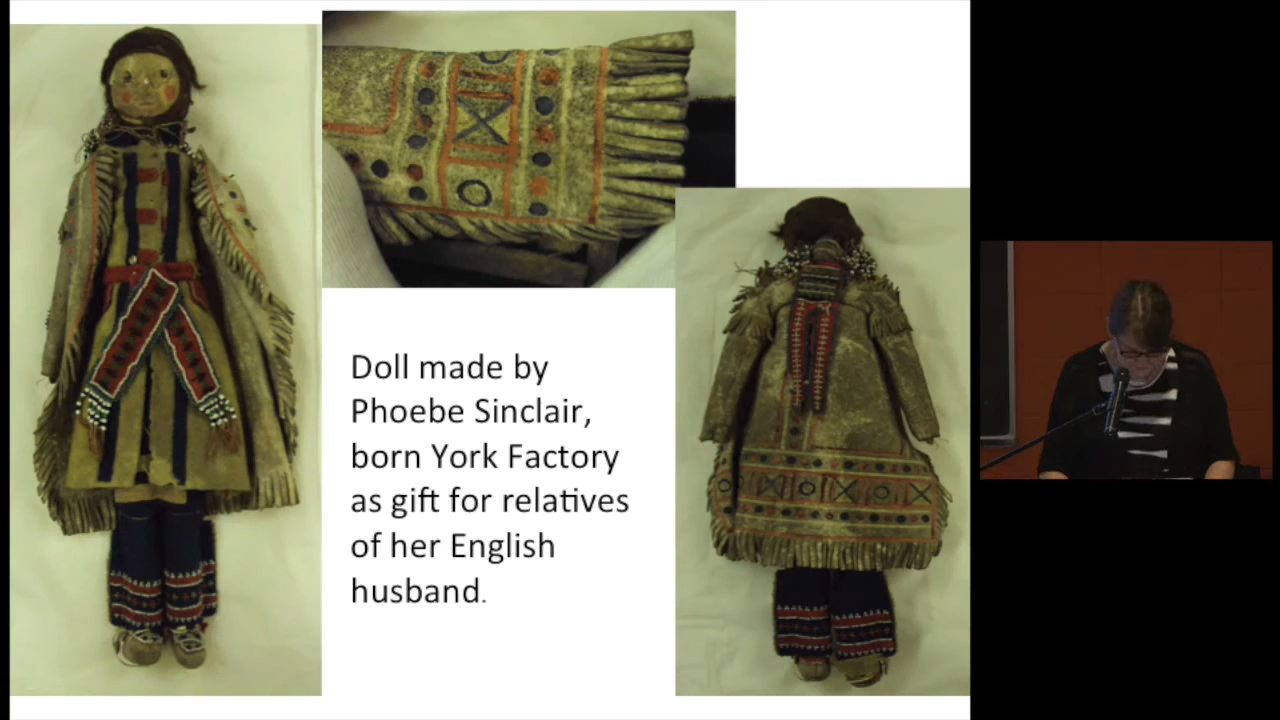 Doll made by
Phoebe Sinclair,
born York Factory
as gift for relatives
of her English
husband.